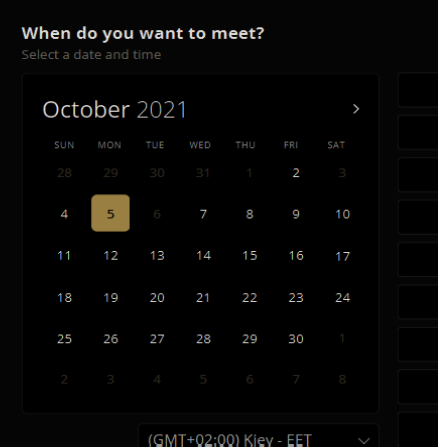 When do you want to meet?
Select a date and time
October 2021
SUN MON TUE WED THU FRI SAT
28 29 30 31 1 2 3
4 5 6 7 8 9 10
11 12 13 14 15 16 17
18 19 20 21 22 23 24
25 26 27 28 29 30 1
2 3 4 5 6 7 8
(GMT+02:00) Kiev - EET